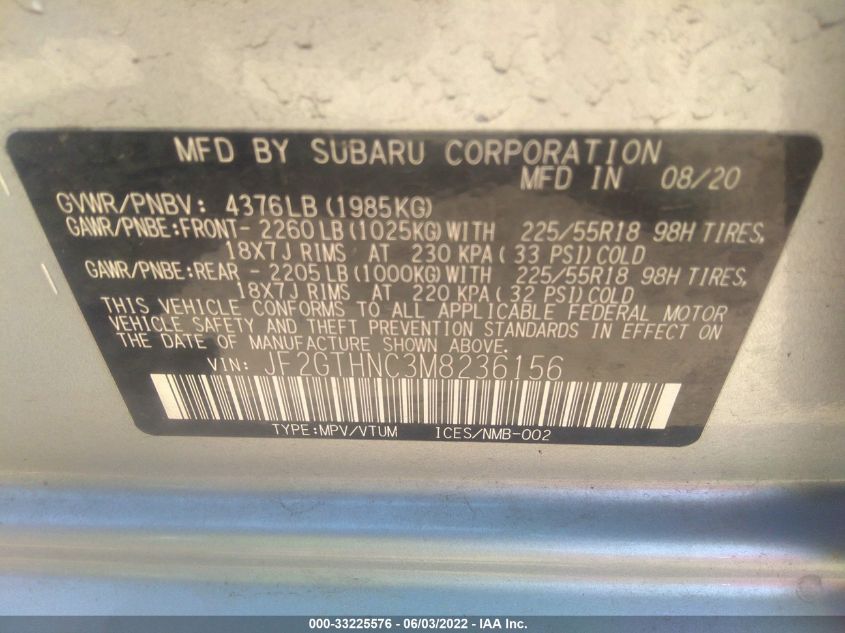 MFD BY SUBARU CORPORATION
MFD IN 08/20
GVWR/PNBV: 4376LB (1985KG)
GAWR/PNBE:FRONT- 2260 LB (1025KG) WITH 225/55R18 98H TIRES,
18X7J RIMS AT 230 KPA ( 33 PSI) COLD
GAWR/PNBE:REAR - 2205 LB (1000KG) WITH 225/55R18 98H TIRES,
18X7J RIMS AT 220 KPA ( 32 PSI) COLD
THIS VEHICLE CONFORMS TO ALL APPLICABLE FEDERAL MOTOR
VEHICLE SAFETY AND THEFT PREVENTION STANDARDS IN EFFECT ON
THE DATE OF MANUFACTURE SHOWN ABOVE.
VIN: JF2GTHNC3M8236156
TYPE:MPV/VTUM ICES/NMB-002
000-33225576 - 06/03/2022 - IAA Inc.